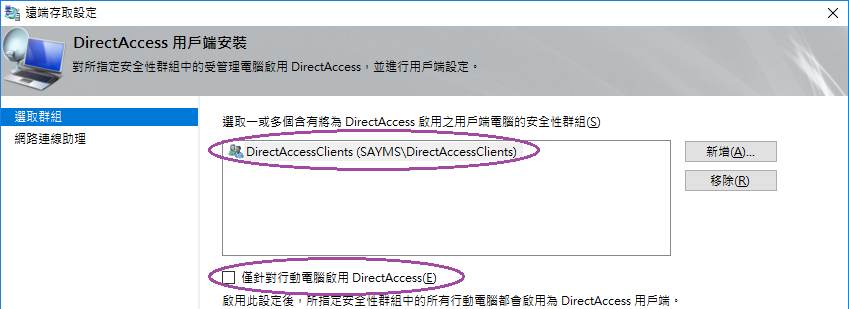 遠端存取設定
DirectAccess 用戶端安裝
對所指定安全性群組中的受管理電腦啟用 DirectAccess，並進行用戶端設定。
選取群組
網路連線助理
選取一或多個含有將為 DirectAccess 啟用之用戶端電腦的安全性群組(S)
DirectAccessClients (SAYMS\DirectAccessClients)
新增(A)...
移除(R)
僅針對行動電腦啟用 DirectAccess(E)
啟用此設定後，所指定安全性群組中的所有行動電腦都會啟用為 DirectAccess 用戶端。